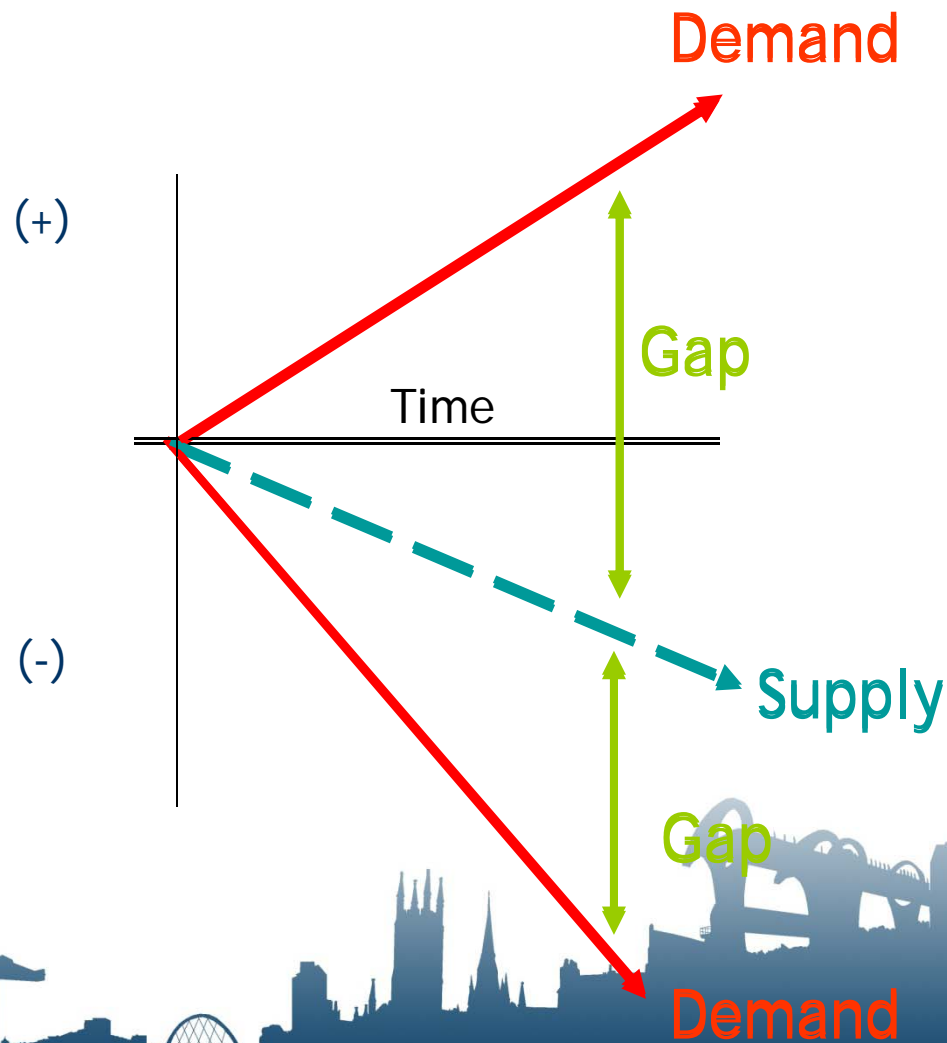 Demand
(+)
Gap
Time
(-)
Supply
Gap
Demand